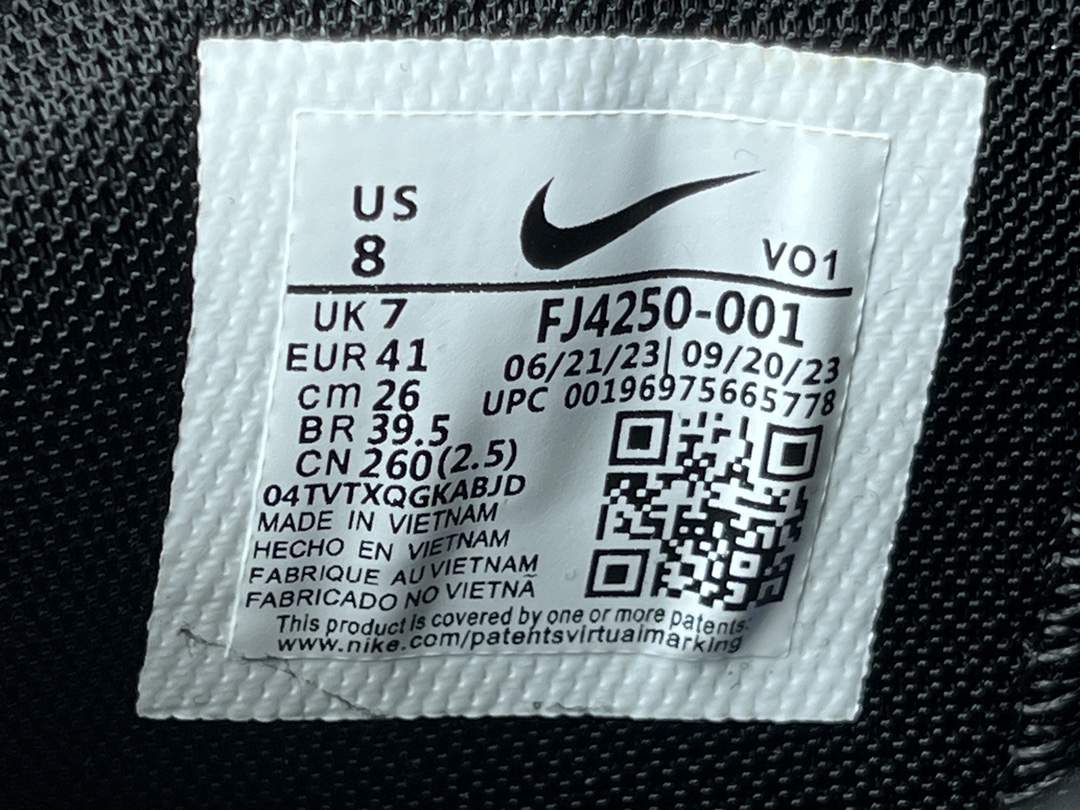 US
8
VO1
UK 7
FJ4250-001
EUR 41
06/21/23| 09/20/23
cm 26
UPC 00196975665778
BR 39.5
CN 260(2.5)
04TVTXQGKABJD
MADE IN VIETNAM
HECHO EN VIETNAM
FABRIQUE AU VIETNAM
FABRICADO NO VIETNÃ
This product is covered by one or more patents:
www.nike.com/patentsvirtualmarking